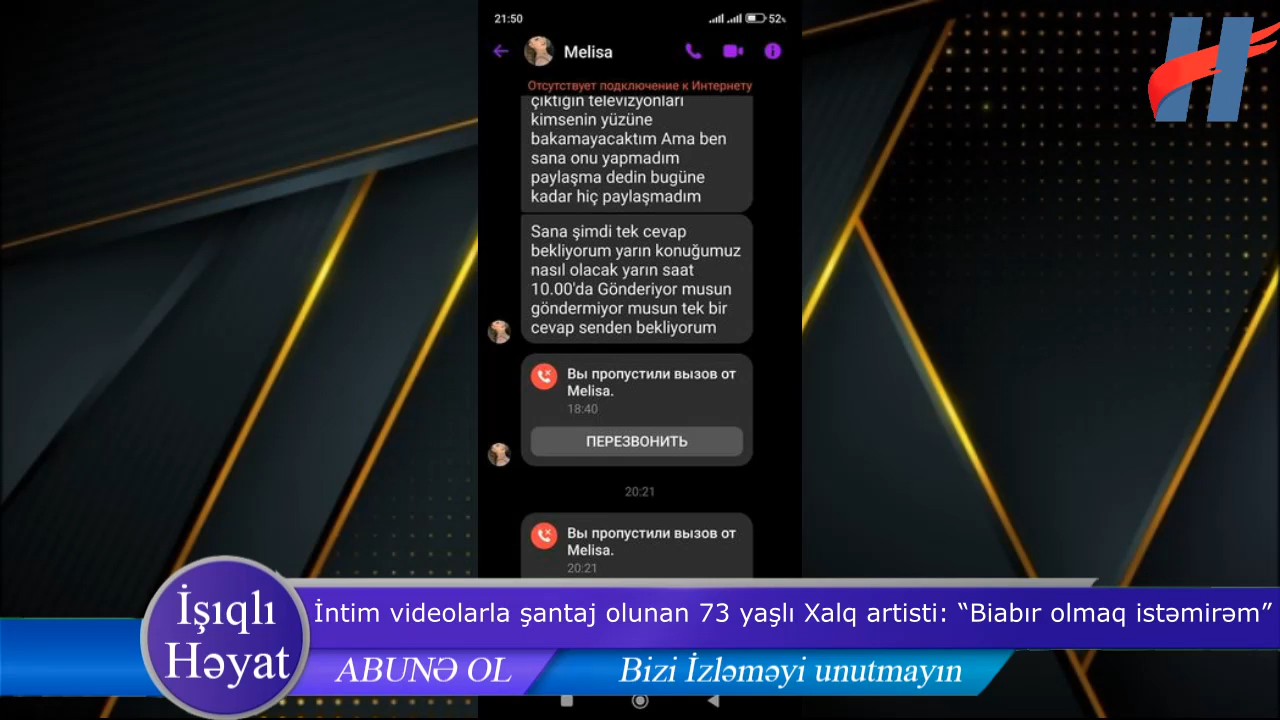 21:50
52%
Melisa
Отсутствует подключение к Интернету
çıktığın televizyonları
kimsenin yüzüne
bakamayacaktım Ama ben
sana onu yapmadım
paylaşma dedin bugüne
kadar hiç paylaşmadım
Sana şimdi tek cevap
bekliyorum yarın konuğumuz
nasıl olacak yarın saat
10.00'da Gönderiyor musun
göndermiyor musun tek bir
cevap senden bekliyorum
Вы пропустили вызов от
Melisa.
18:40
ПЕРЕЗВОНИТЬ
20:21
Вы пропустили вызов от
Melisa.
20:21
İşıqlı
Həyat
İntim videolarla şantaj olunan 73 yaşlı Xalq artisti: “Biabır olmaq istəmirəm”
ABUNƏ OL
Bizi İzləməyi unutmayın